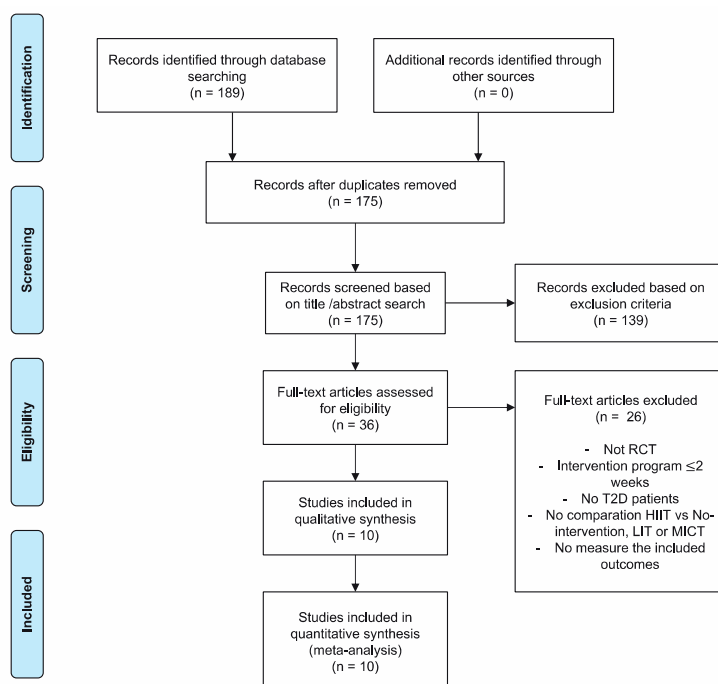 Identification
Records identified through database
searching
(n = 189)
Additional records identified through
other sources
(n = 0)
Records after duplicates removed
(n = 175)
Screening
Records screened based
on title /abstract search
(n = 175)
Records excluded based on
exclusion criteria
(n = 139)
Eligibility
Full-text articles assessed
for eligibility
(n = 36)
Full-text articles excluded
(n = 26)
- Not RCT
- Intervention program ≤2
weeks
- No T2D patients
- No comparation HIIT vs No-
intervention, LIT or MICT
- No measure the included
outcomes
Studies included in
qualitative synthesis
(n = 10)
Included
Studies included in
quantitative synthesis
(meta-analysis)
(n = 10)